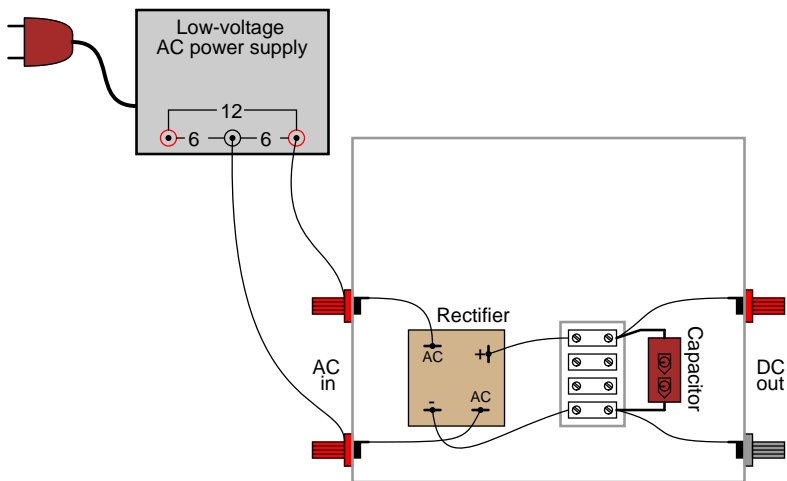 Low-voltage
AC power supply
12
6 6
Rectifier
AC +
- AC
Capacitor
AC
in
DC
out